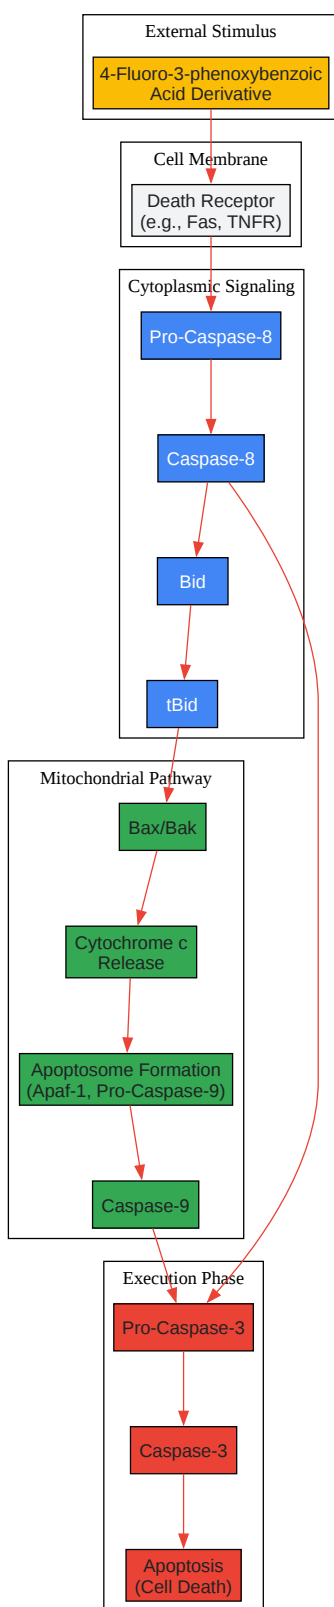 External Stimulus
4-Fluoro-3-phenoxybenzoic
Acid Derivative
Cell Membrane
Death Receptor
(e.g., Fas, TNFR)
Cytoplasmic Signaling
Pro-Caspase-8
Caspase-8
Bid
tBid
Mitochondrial Pathway
Bax/Bak
Cytochrome c
Release
Apoptosome Formation
(Apaf-1, Pro-Caspase-9)
Caspase-9
Execution Phase
Pro-Caspase-3
Caspase-3
Apoptosis
(Cell Death)